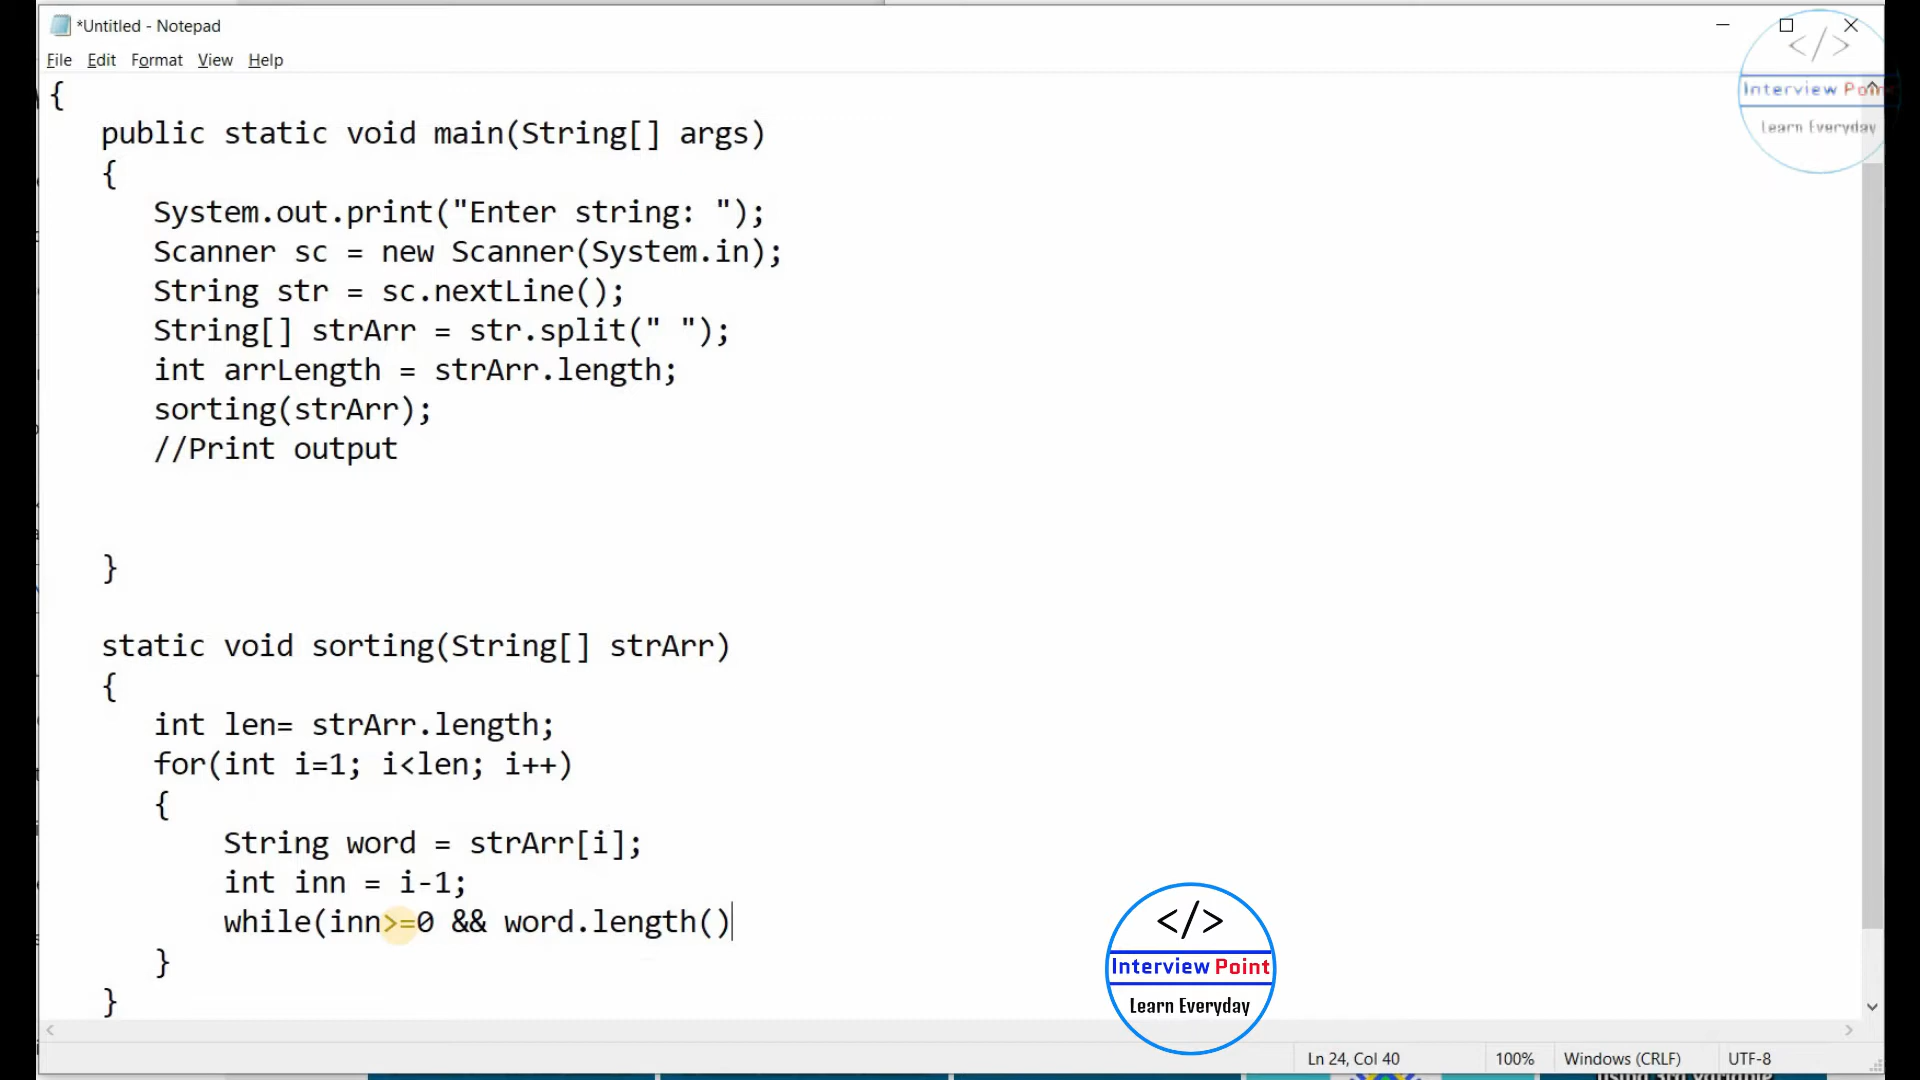 *Untitled - Notepad
File Edit Format View Help
</>
Interview Point
Learn Everyday
{
public static void main(String[] args)
{
System.out.print("Enter string: ");
Scanner sc = new Scanner(System.in);
String str = sc.nextLine();
String[] strArr = str.split(" ");
int arrLength = strArr.length;
sorting(strArr);
//Print output
}
static void sorting(String[] strArr)
{
int len= strArr.length;
for(int i=1; i<len; i++)
{
String word = strArr[i];
int inn = i-1;
while(inn>=0 && word.length()
}
}
</>
Interview Point
Learn Everyday
Ln 24, Col 40 100% Windows (CRLF) UTF-8